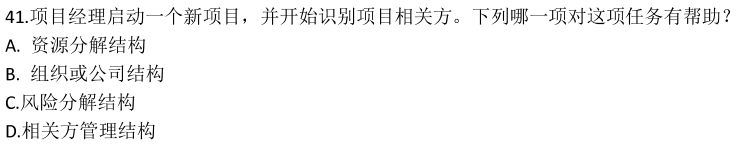 41.项目经理启动一个新项目，并开始识别项目相关方。下列哪一项对这项任务有帮助？
A. 资源分解结构
B. 组织或公司结构
C.风险分解结构
D.相关方管理结构